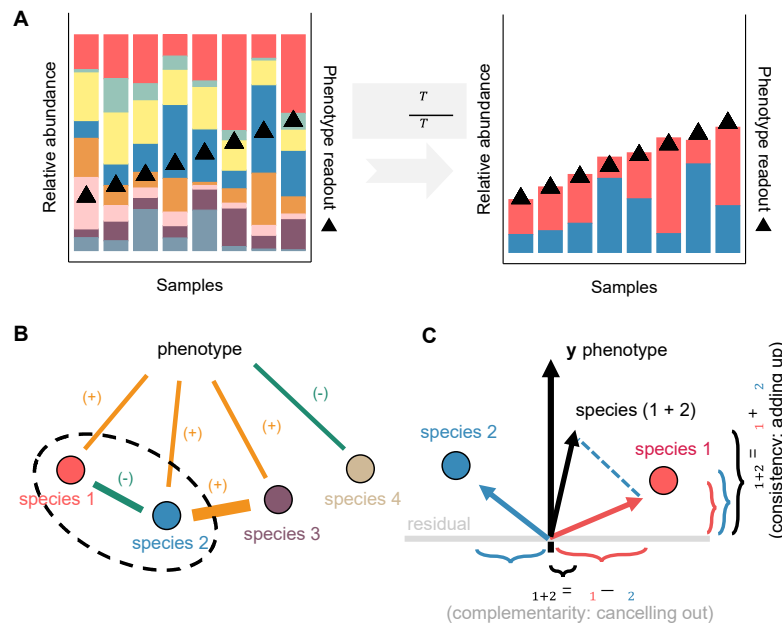 A
Relative abundance
Phenotype readout
Samples
T
T
Relative abundance
Phenotype readout
Samples
B
phenotype
(+)
(+)
(+)
(-)
(-)
(+)
species 1
species 2
species 3
species 4
C
y phenotype
species (1 + 2)
species 2
species 1
residual
1+2 = 1 + 2
(consistency: adding up)
1+2 = 1 − 2
(complementarity: cancelling out)